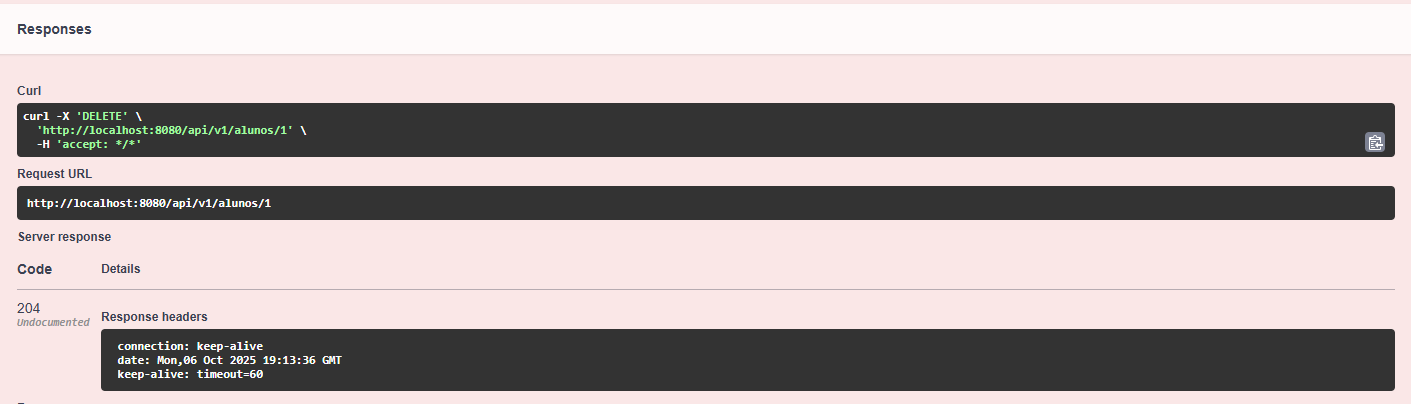 Responses
Curl
curl -X 'DELETE' \
'http://localhost:8080/api/v1/alunos/1' \
-H 'accept: */*'
Request URL
http://localhost:8080/api/v1/alunos/1
Server response
Code Details
204
Undocumented
Response headers
connection: keep-alive
date: Mon,06 Oct 2025 19:13:36 GMT
keep-alive: timeout=60